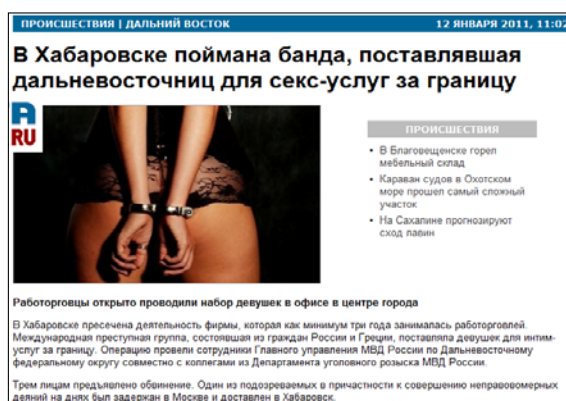 ПРОИСШЕСТВИЯ | ДАЛЬНИЙ ВОСТОК
12 ЯНВАРЯ 2011, 11:02
В Хабаровске поймана банда, поставлявшая
дальневосточниц для секс-услуг за границу
RU
ПРОИСШЕСТВИЯ
• В Благовещенске горел
мебельный склад
• Караван судов в Охотском
море прошел самый сложный
участок
• На Сахалине прогнозируют
сход лавин
Работорговцы открыто проводили набор девушек в офисе в центре города
В Хабаровске пресечена деятельность фирмы, которая как минимум три года занималась работорговлей.
Международная преступная группа, состоявшая из граждан России и Греции, поставляла девушек для интим-
услуг за границу. Операцию провели сотрудники Главного управления МВД России по Дальневосточному
федеральному округу совместно с коллегами из Департамента уголовного розыска МВД России.
Трем лицам предъявлено обвинение. Один из подозреваемых в причастности к совершению неправовомерных
деяний на днях был задержан в Москве и доставлен в Хабаровск.